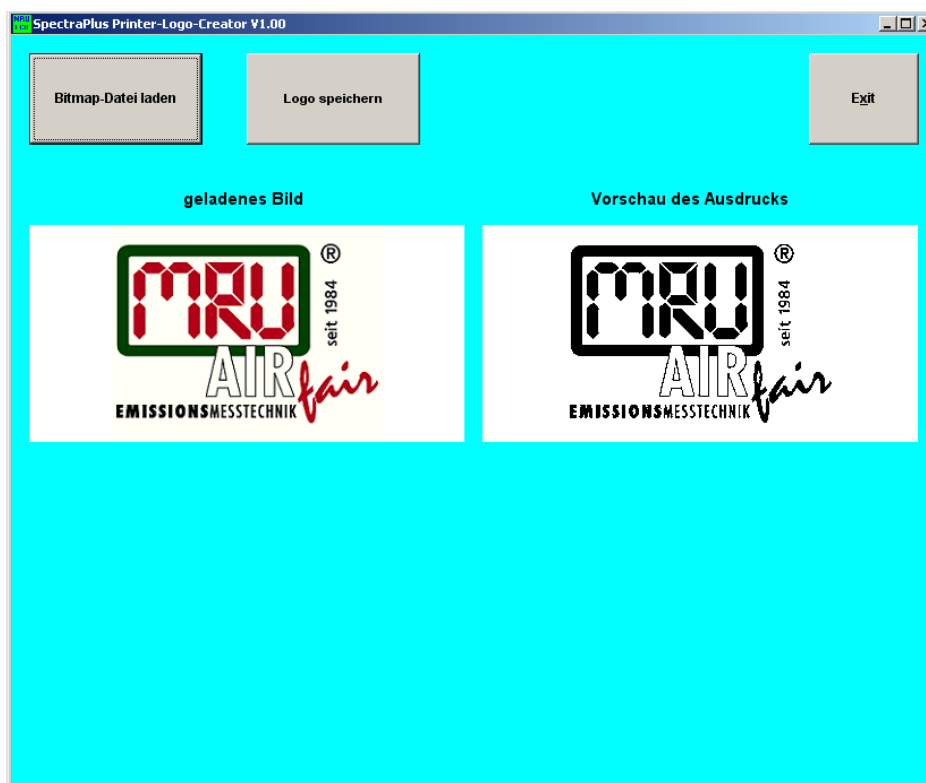 SpectraPlus Printer-Logo-Creator V1.00
Bitmap-Datei laden
Logo speichern
Exit
geladenes Bild
Vorschau des Ausdrucks
MRU
®
seit 1984
AIR
fair
EMISSIONSMESSTECHNIK
MRU
®
seit 1984
AIR
fair
EMISSIONSMESSTECHNIK